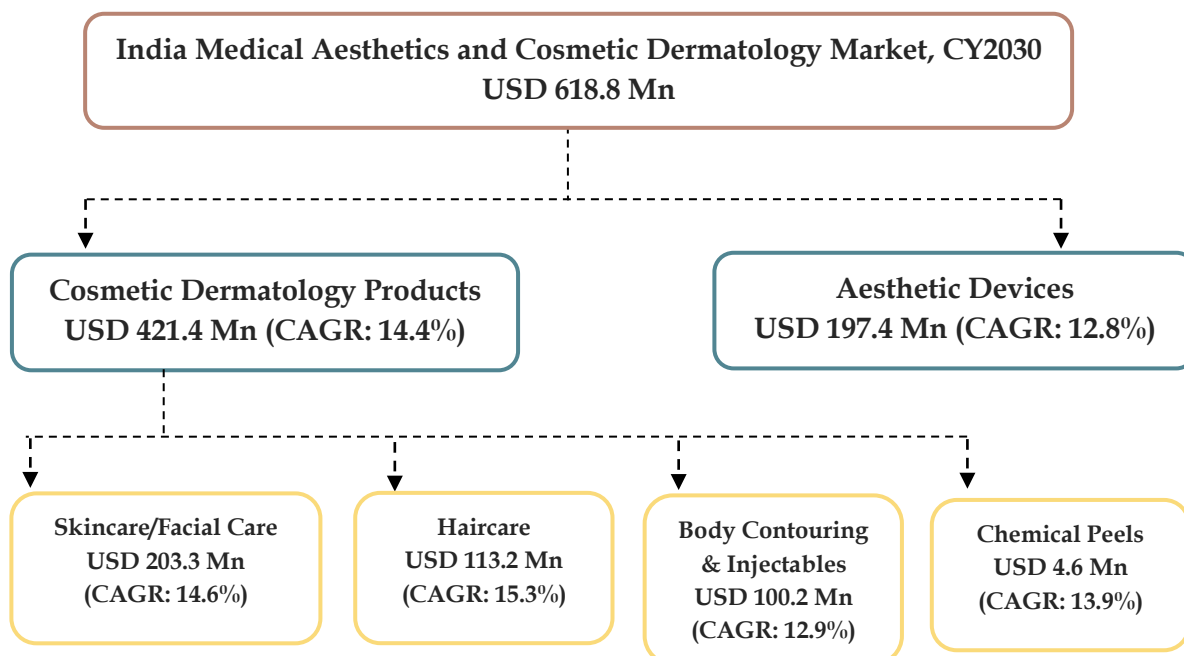 India Medical Aesthetics and Cosmetic Dermatology Market, CY2030
USD 618.8 Mn
Cosmetic Dermatology Products
USD 421.4 Mn (CAGR: 14.4%)
Aesthetic Devices
USD 197.4 Mn (CAGR: 12.8%)
Skincare/Facial Care
USD 203.3 Mn
(CAGR: 14.6%)
Haircare
USD 113.2 Mn
(CAGR: 15.3%)
Body Contouring
& Injectables
USD 100.2 Mn
(CAGR: 12.9%)
Chemical Peels
USD 4.6 Mn
(CAGR: 13.9%)